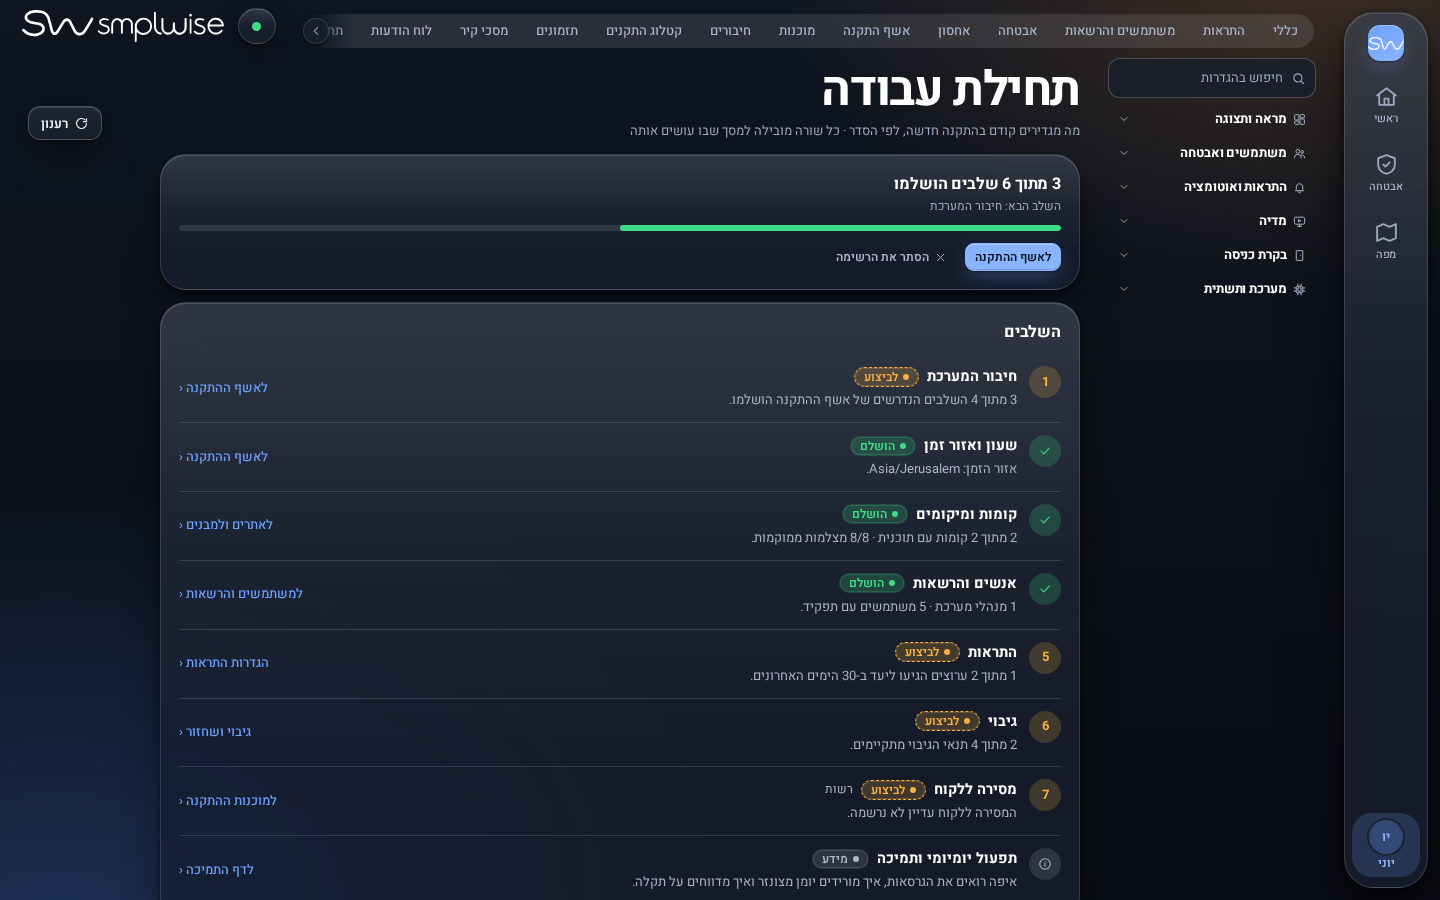 smplwise
כללי
התראות
משתמשים והרשאות
אבטחה
אחסון
אשף התקנה
מוכנות
חיבורים
קטלוג התקנים
תזמונים
מסכי קיר
לוח הודעות
SW
ראשי
אבטחה
מפה
יו
יוני
חיפוש בהגדרות
מראה ותצוגה
משתמשים ואבטחה
התראות ואוטומציה
מדיה
בקרת כניסה
מערכת ותשתית
תחילת עבודה
מה מגדירים קודם בהתקנה חדשה, לפי הסדר · כל שורה מובילה למסך שבו עושים אותה
רענון
3 מתוך 6 שלבים הושלמו
השלב הבא: חיבור המערכת
לאשף ההתקנה
הסתר את הרשימה
השלבים
1 חיבור המערכת לביצוע
3 מתוך 4 השלבים הנדרשים של אשף ההתקנה הושלמו.
לאשף ההתקנה ‹
שעון ואזור זמן הושלם
אזור הזמן: Asia/Jerusalem.
לאשף ההתקנה ‹
קומות ומיקומים הושלם
2 מתוך 2 קומות עם תוכנית · 8/8 מצלמות ממוקמות.
לאתרים ולמבנים ‹
אנשים והרשאות הושלם
1 מנהלי מערכת · 5 משתמשים עם תפקיד.
למשתמשים והרשאות ‹
5 התראות לביצוע
1 מתוך 2 ערוצים הגיעו ליעד ב-30 הימים האחרונים.
הגדרות התראות ‹
6 גיבוי לביצוע
2 מתוך 4 תנאי הגיבוי מתקיימים.
גיבוי ושחזור ‹
7 מסירה ללקוח לביצוע רשות
המסירה ללקוח עדיין לא נרשמה.
למוכנות ההתקנה ‹
תפעול יומיומי ותמיכה מידע
איפה רואים את הגרסאות, איך מורידים יומן מצונזר ואיך מדווחים על תקלה.
לדף התמיכה ‹